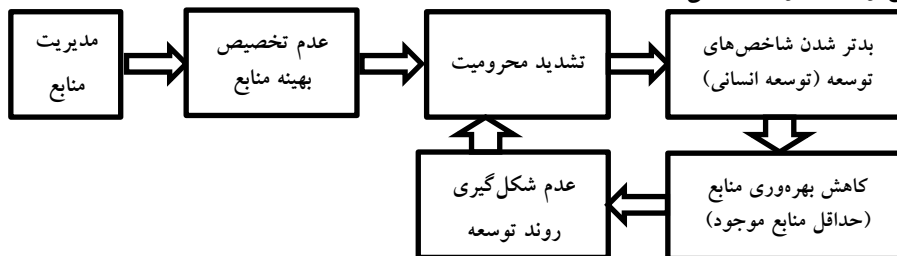 مدیریت
منابع
عدم تخصیص
بهینه منابع
تشدید محرومیت
بدتر شدن شاخص‌های
توسعه (توسعه انسانی)
کاهش بهره‌وری منابع
(حداقل منابع موجود)
عدم شکل‌گیری
روند توسعه